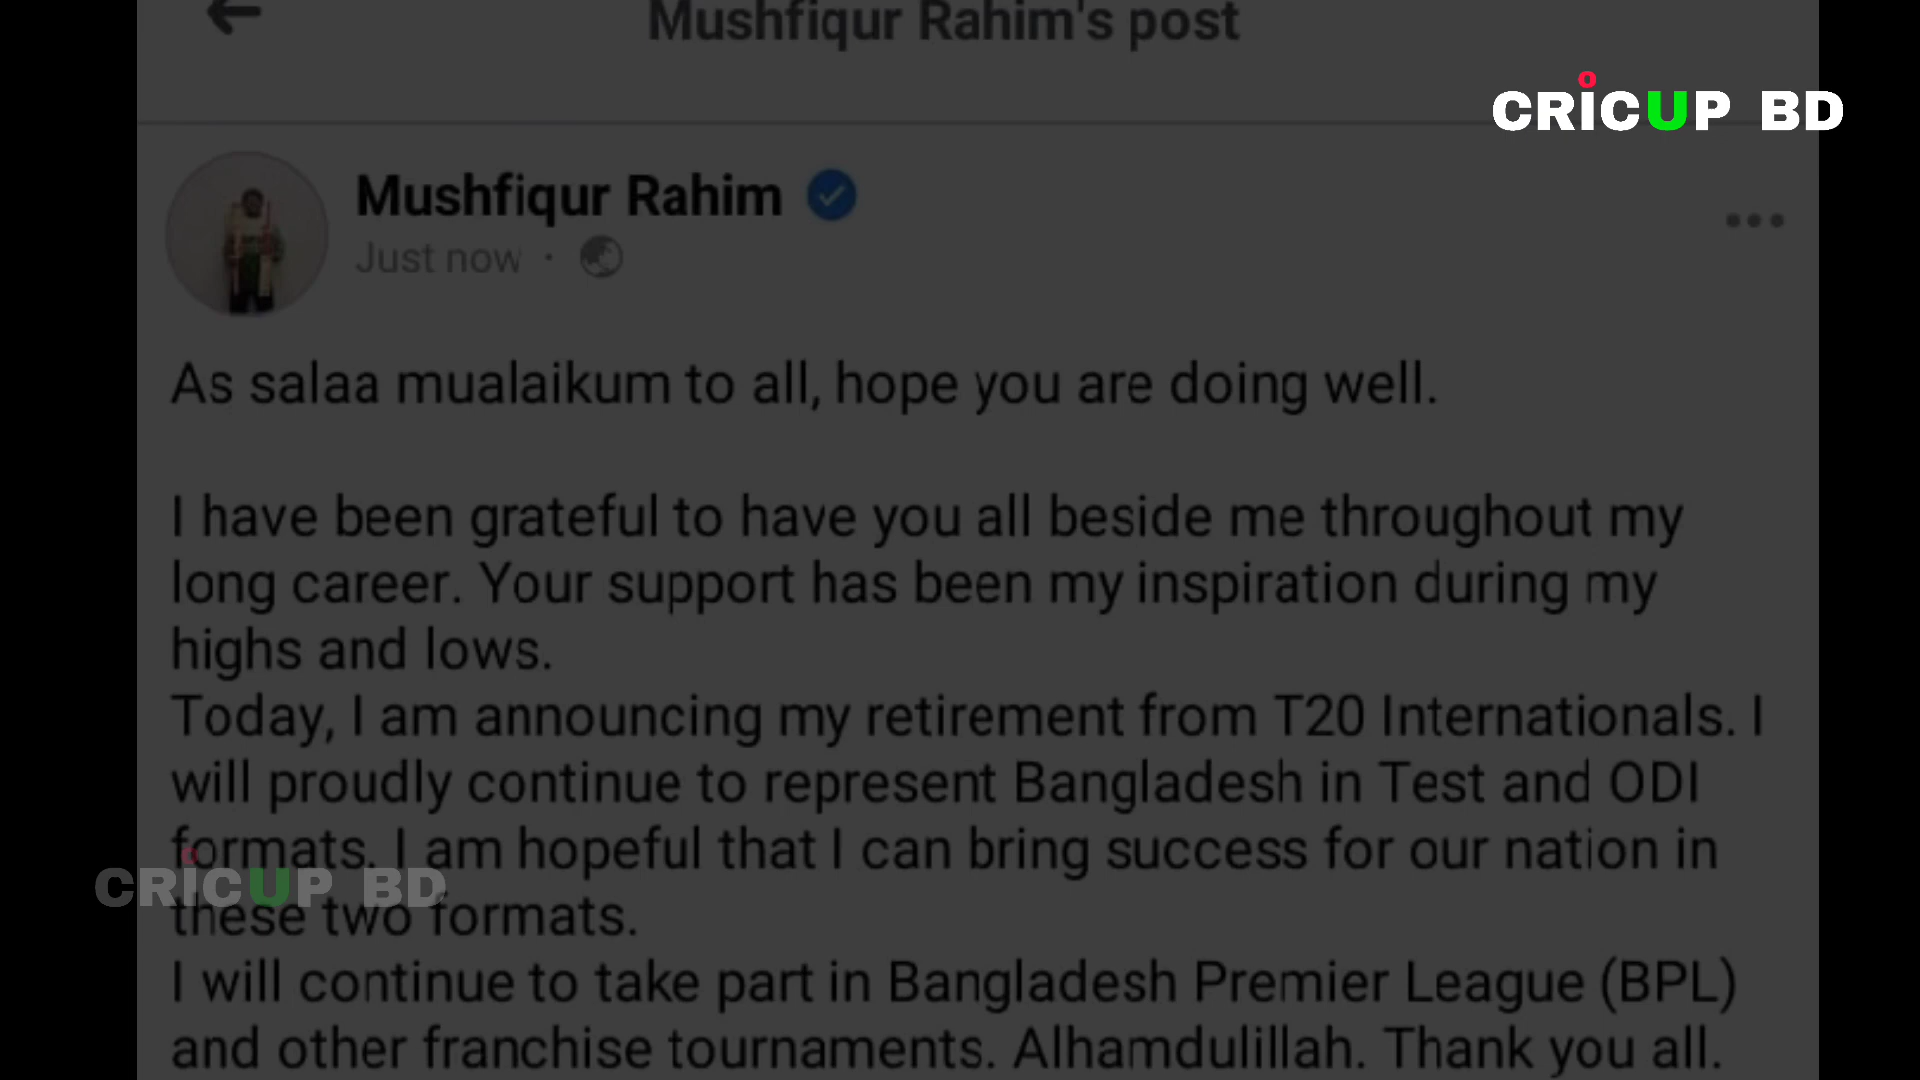 Mushfiqur Rahim's post
CRICUP BD
Mushfiqur Rahim
Just now ·
As salaa mualaikum to all, hope you are doing well.
I have been grateful to have you all beside me throughout my
long career. Your support has been my inspiration during my
highs and lows.
Today, I am announcing my retirement from T20 Internationals. I
will proudly continue to represent Bangladesh in Test and ODI
formats. I am hopeful that I can bring success for our nation in
CRICUP BD
these two formats.
I will continue to take part in Bangladesh Premier League (BPL)
and other franchise tournaments. Alhamdulillah. Thank you all.